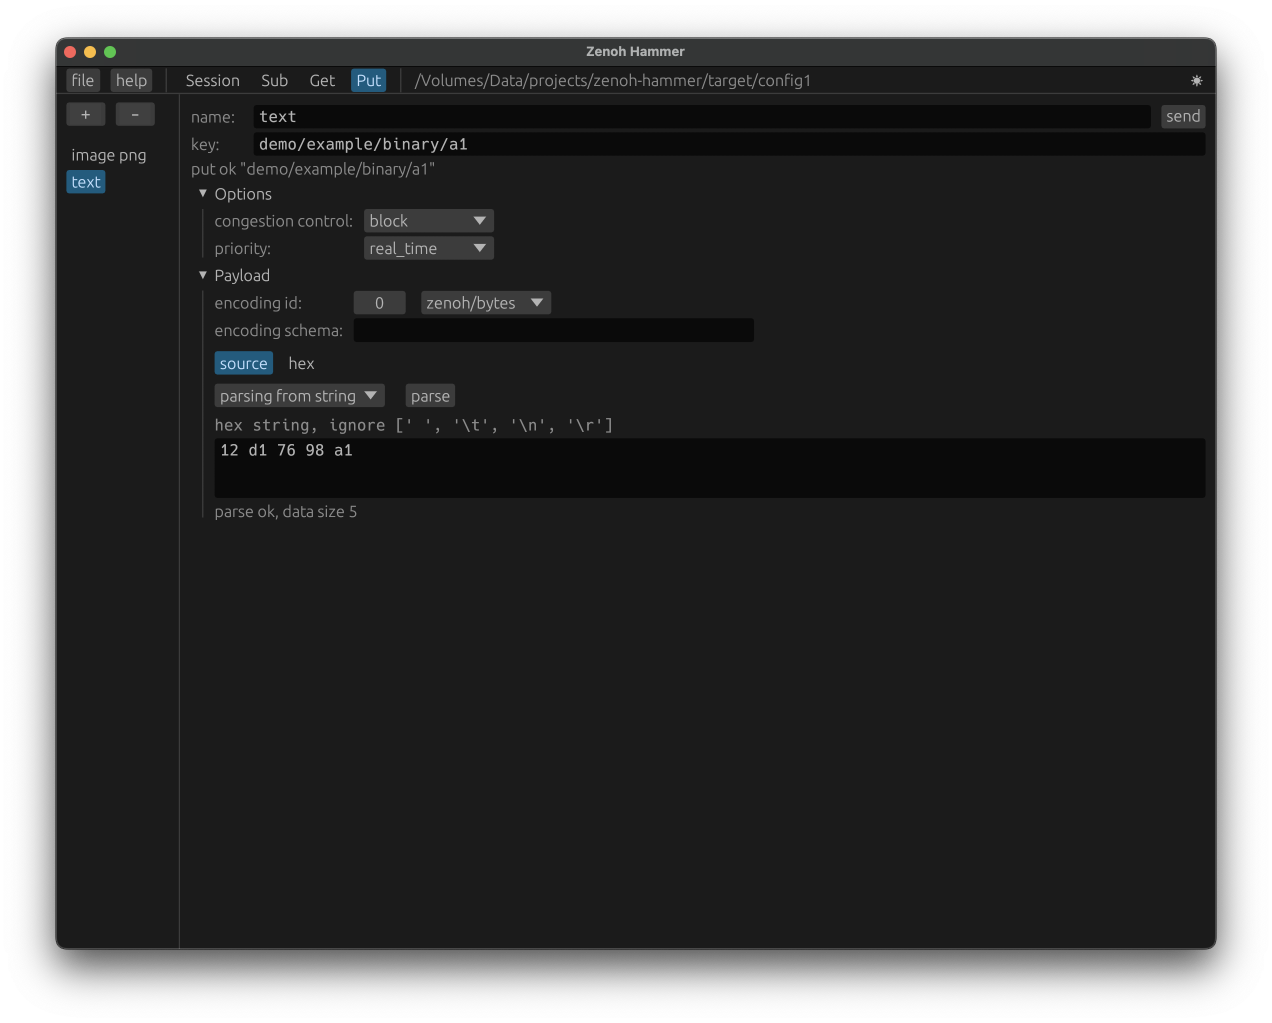 Zenoh Hammer
file help Session Sub Get Put /Volumes/Data/projects/zenoh-hammer/target/config1
+ -
image png
text
name: text send
key: demo/example/binary/a1
put ok "demo/example/binary/a1"
Options
congestion control: block
priority: real_time
Payload
encoding id: 0 zenoh/bytes
encoding schema:
source hex
parsing from string parse
hex string, ignore [' ', '\t', '\n', '\r']
12 d1 76 98 a1
parse ok, data size 5